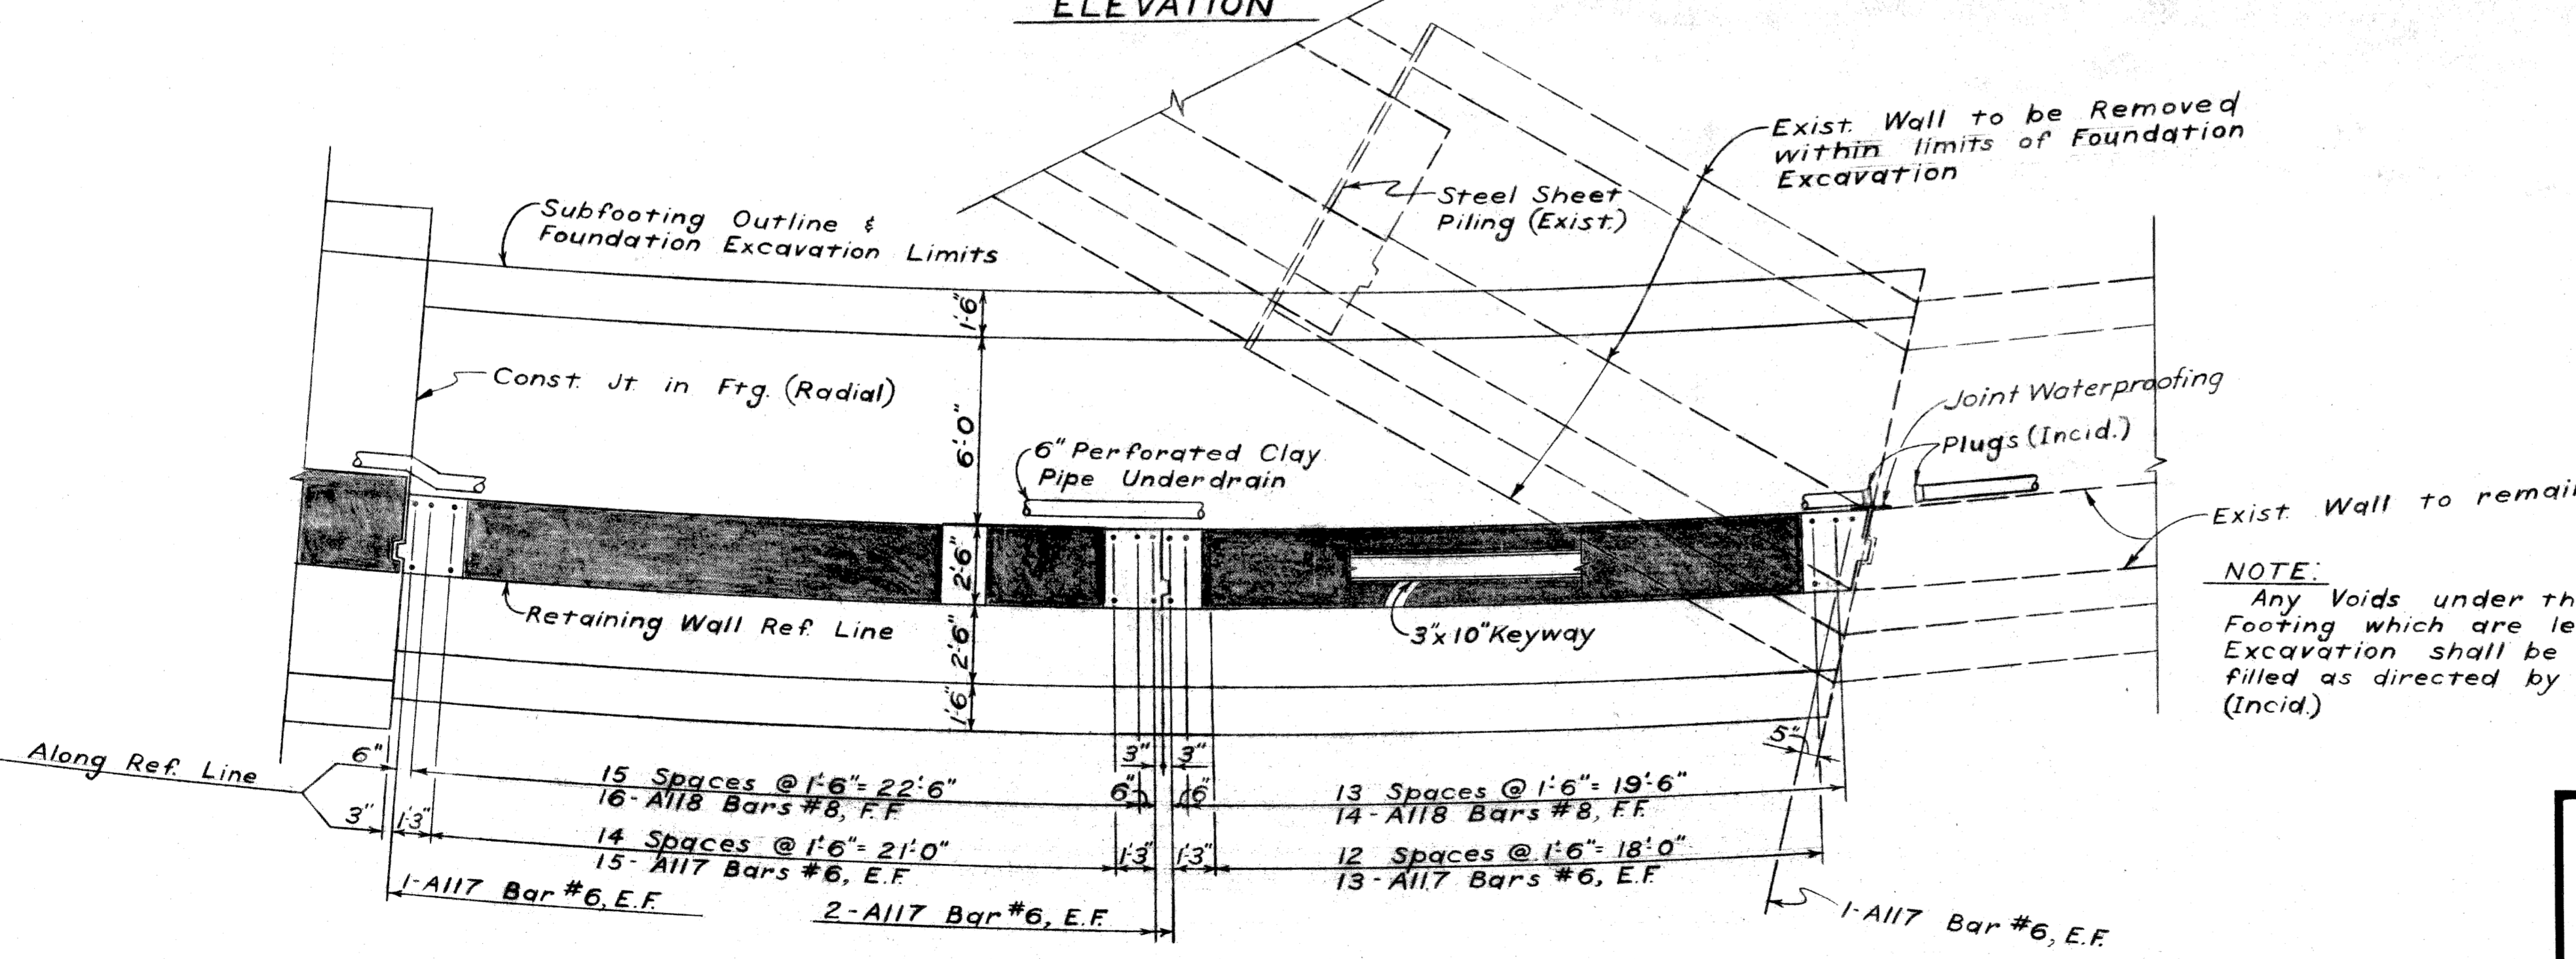 ELEVATION
Exist. Wall to be Removed
within limits of Foundation
Excavation
Steel Sheet
Piling (Exist.)
Subfooting Outline &
Foundation Excavation Limits
1'-6"
Const. Jt. in Ftg. (Radial)
6'-0"
Joint Waterproofing
Plugs (Incid.)
6" Perforated Clay
Pipe Underdrain
Exist. Wall to remai
2'-6"
Retaining Wall Ref. Line
2'-6"
3"x10" Keyway
NOTE:
Any Voids under th
Footing which are le
Excavation shall be
filled as directed by
(Incid.)
1'-6"
Along Ref. Line
6"
3"
3"
5"
15 Spaces @ 1'-6"= 22'-6"
16-A118 Bars #8, F.F.
6"
6"
13 Spaces @ 1'-6"= 19'-6"
14-A118 Bars #8, F.F.
3"
1'-3"
14 Spaces @ 1'-6"= 21'-0"
15-A117 Bars #6, E.F.
1'-3"
1'-3"
12 Spaces @ 1'-6"= 18'-0"
13-A117 Bars #6, E.F.
1-A117 Bar #6, E.F.
2-A117 Bar #6, E.F.
1-A117 Bar #6, E.F.